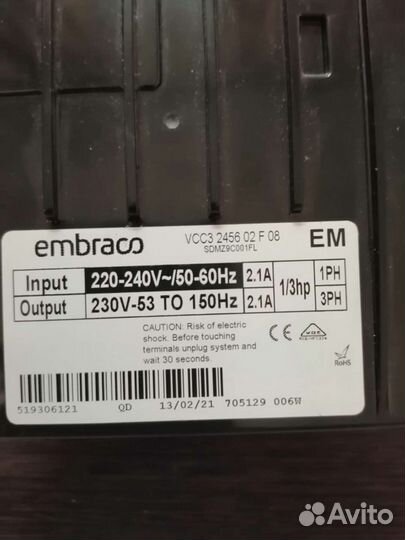 embraco
VCC3 2456 02 F 08
SDMZ9C001FL
EM
Input 220-240V~/50-60Hz 2.1A 1/3hp 1PH
Output 230V-53 TO 150Hz 2.1A 3PH
CAUTION: Risk of electric
shock. Before touching
terminals unplug system and
wait 30 seconds.
RoHS
519306121 QD 13/02/21 705129 006W
Avito